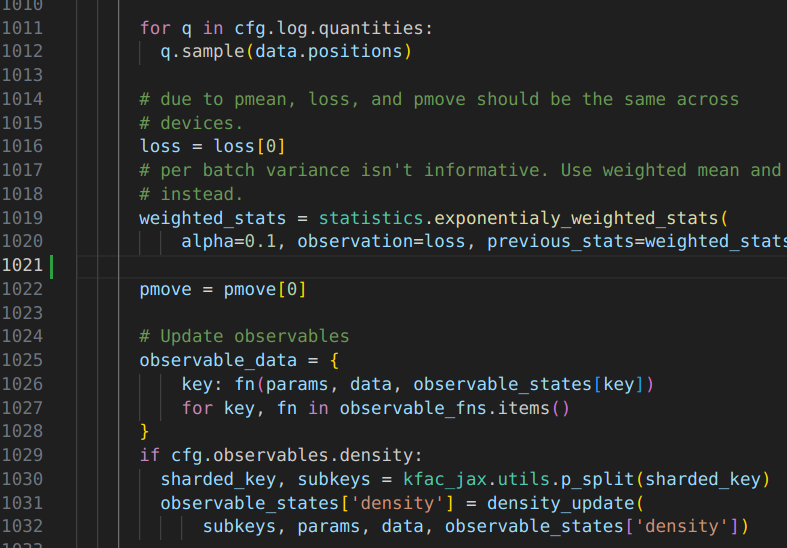 1010
1011 for q in cfg.log.quantities:
1012 q.sample(data.positions)
1013
1014 # due to pmean, loss, and pmove should be the same across
1015 # devices.
1016 loss = loss[0]
1017 # per batch variance isn't informative. Use weighted mean and
1018 # instead.
1019 weighted_stats = statistics.exponentialy_weighted_stats(
1020 alpha=0.1, observation=loss, previous_stats=weighted_stats
1021
1022 pmove = pmove[0]
1023
1024 # Update observables
1025 observable_data = {
1026 key: fn(params, data, observable_states[key])
1027 for key, fn in observable_fns.items()
1028 }
1029 if cfg.observables.density:
1030 sharded_key, subkeys = kfac_jax.utils.p_split(sharded_key)
1031 observable_states['density'] = density_update(
1032 subkeys, params, data, observable_states['density'])